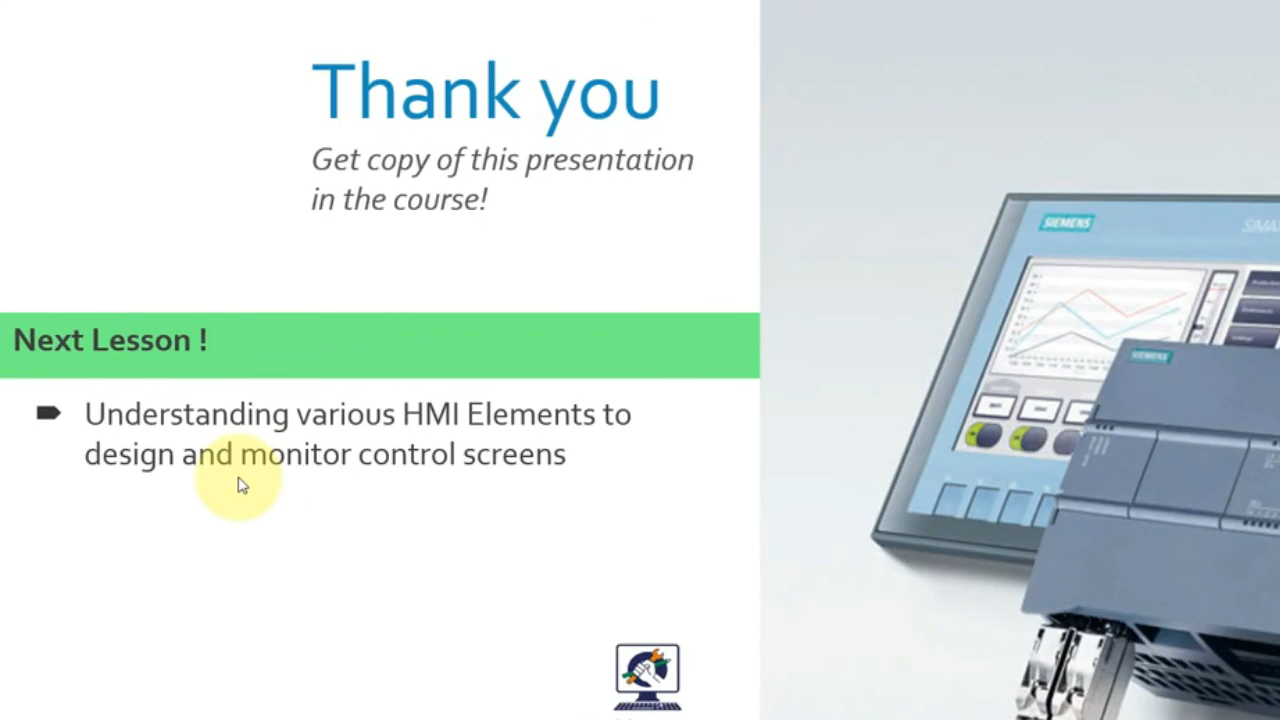 Thank you
Get copy of this presentation
in the course!
Next Lesson !
Understanding various HMI Elements to
design and monitor control screens
SIEMENS
SIEMENS